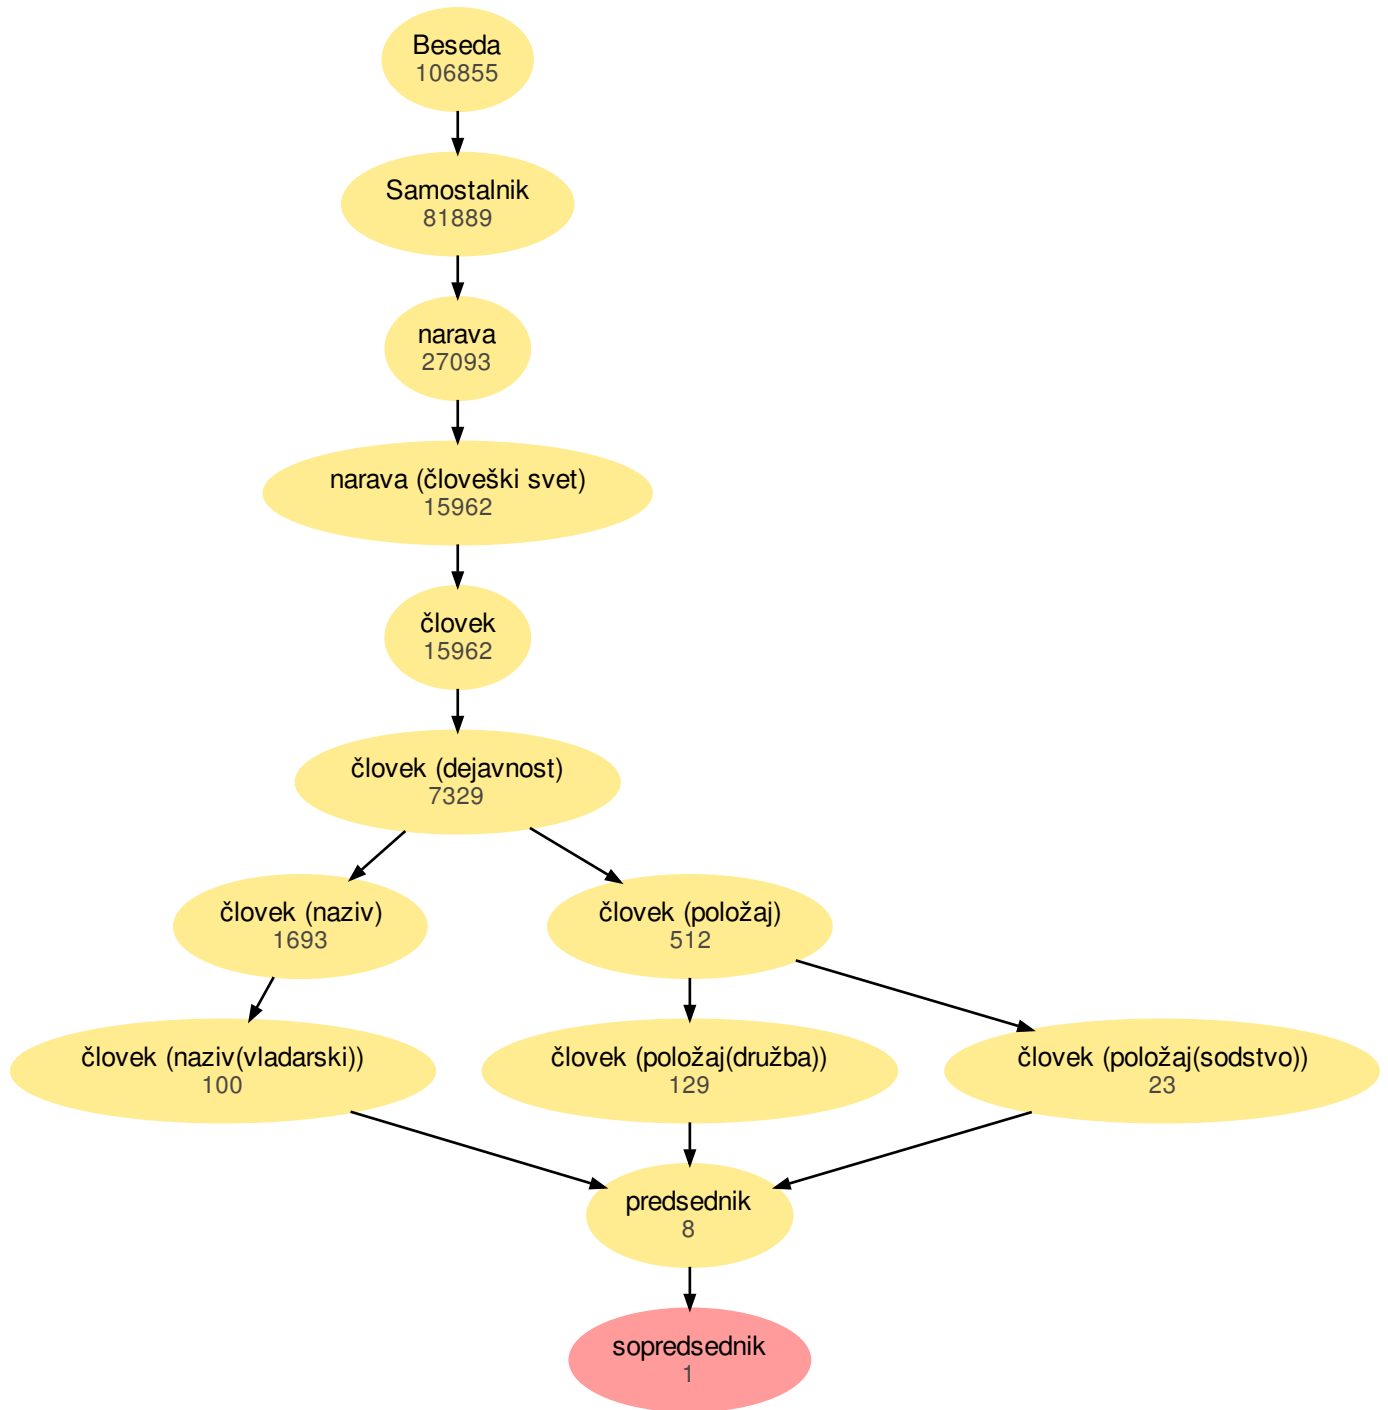 Beseda
106855
Samostalnik
81889
narava
27093
narava (človeški svet)
15962
človek
15962
človek (dejavnost)
7329
človek (naziv)
1693
človek (položaj)
512
človek (naziv(vladarski))
100
človek (položaj(družba))
129
človek (položaj(sodstvo))
23
predsednik
8
sopredsednik
1